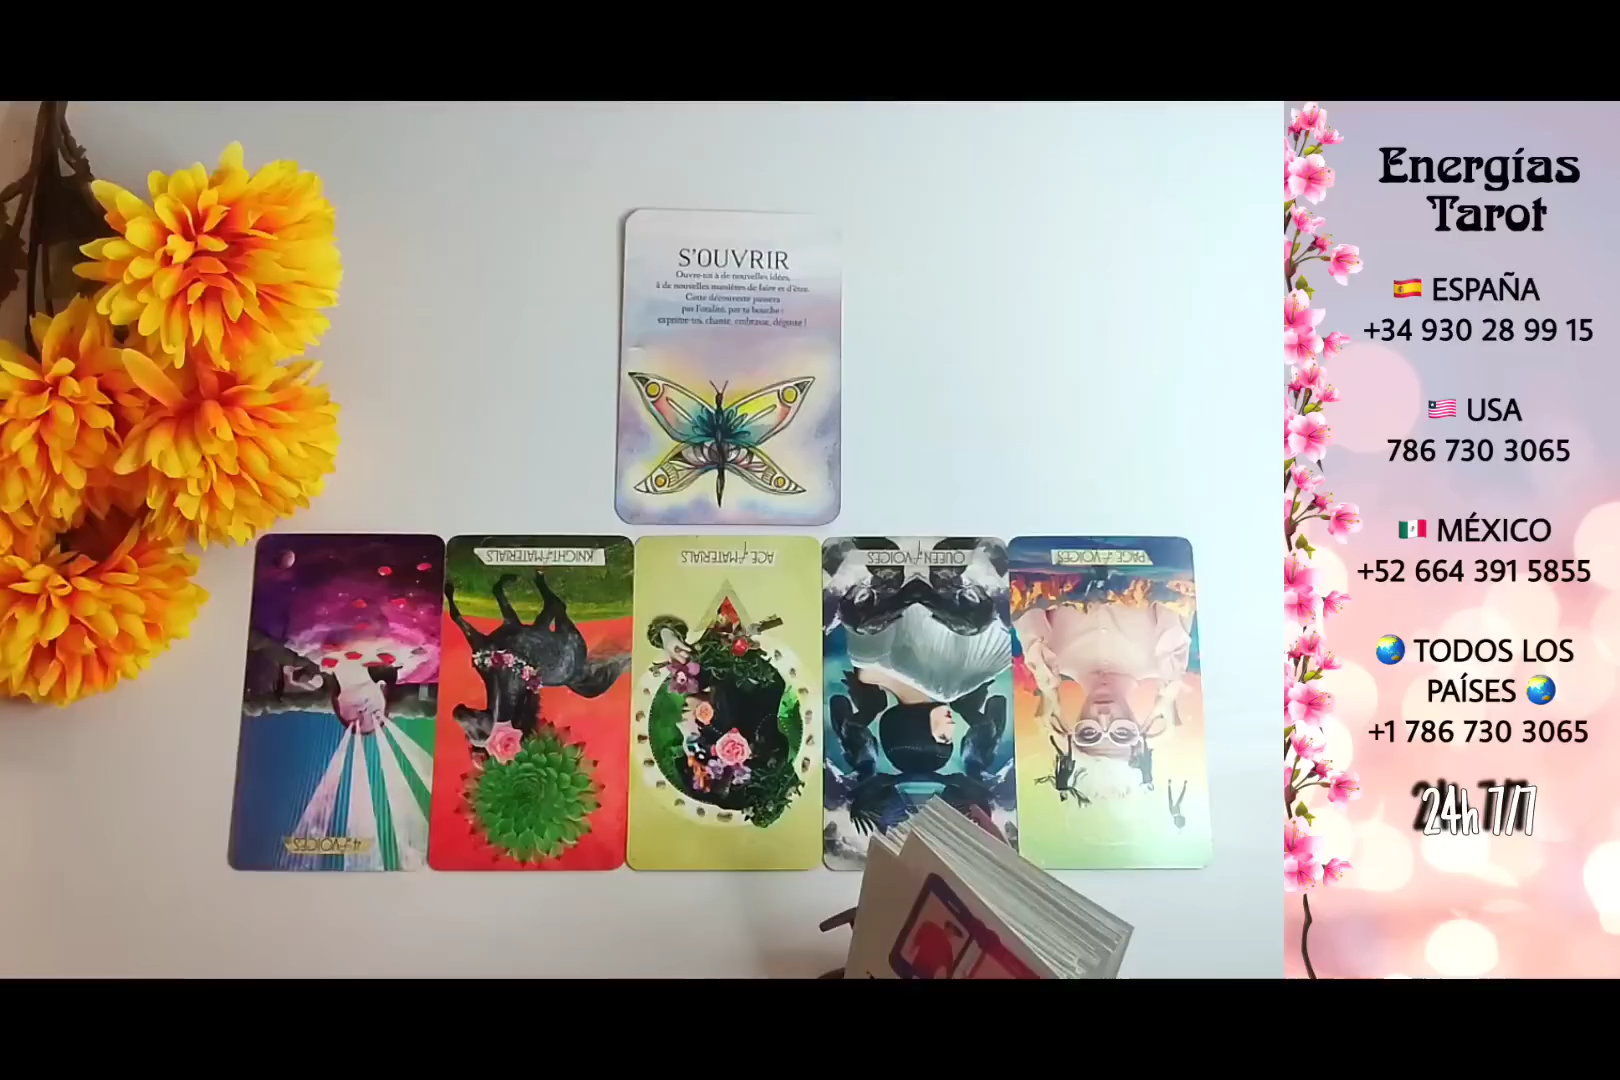 S'OUVRIR
Ouvre-toi à de nouvelles idées,
à de nouvelles manières de faire et d'être.
Cette découverte passera
par l'oralité, par ta bouche :
exprime-toi, chante, embrasse, déguste !
KNIGHT of MATERIALS
ACE of MATERIALS
QUEEN of VOICES
PAGE of VOICES
4 of VOICES
Energías
Tarot
🇪🇸 ESPAÑA
+34 930 28 99 15
🇱🇷 USA
786 730 3065
🇲🇽 MÉXICO
+52 664 391 5855
🌏 TODOS LOS
PAÍSES 🌏
+1 786 730 3065
24h 7/7